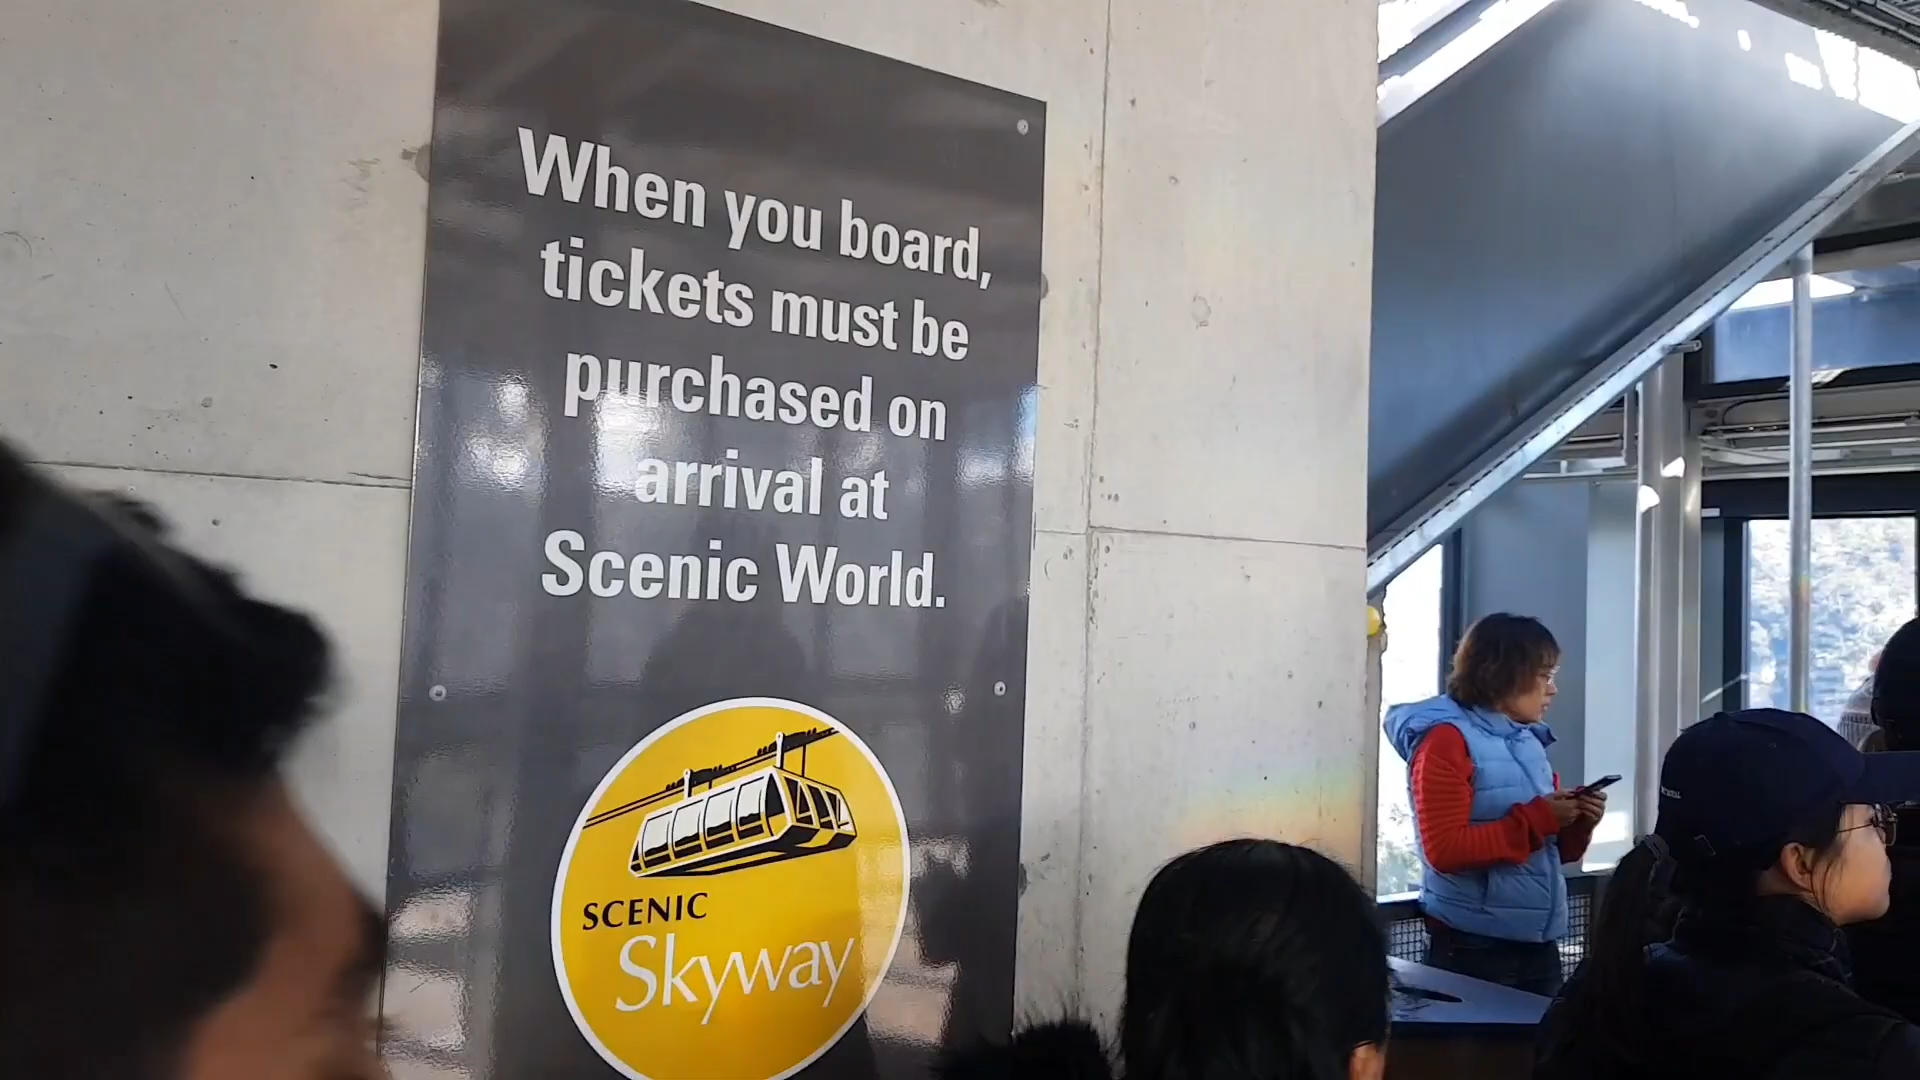 When you board,
tickets must be
purchased on
arrival at
Scenic World.
SCENIC
Skyway